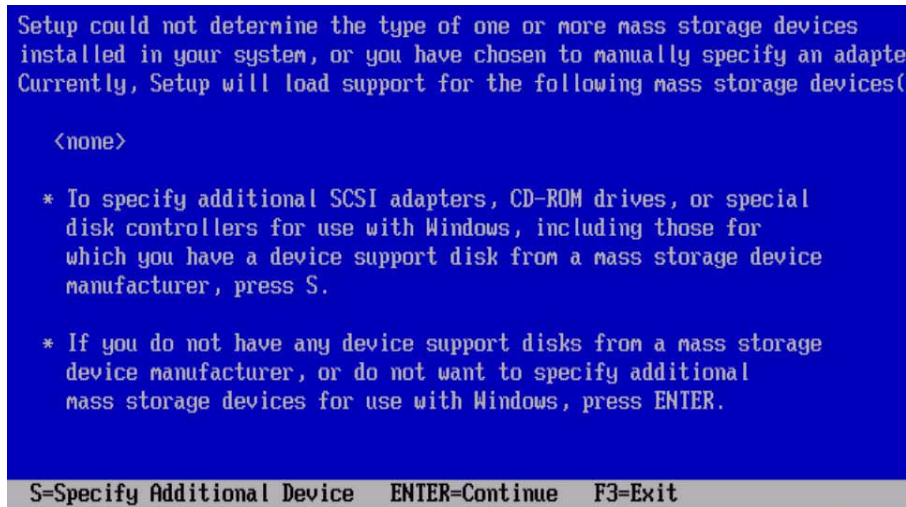 Setup could not determine the type of one or more mass storage devices
installed in your system, or you have chosen to manually specify an adapte
Currently, Setup will load support for the following mass storage devices(
<none>
* To specify additional SCSI adapters, CD-ROM drives, or special
disk controllers for use with Windows, including those for
which you have a device support disk from a mass storage device
manufacturer, press S.
* If you do not have any device support disks from a mass storage
device manufacturer, or do not want to specify additional
mass storage devices for use with Windows, press ENTER.
S=Specify Additional Device ENTER=Continue F3=Exit